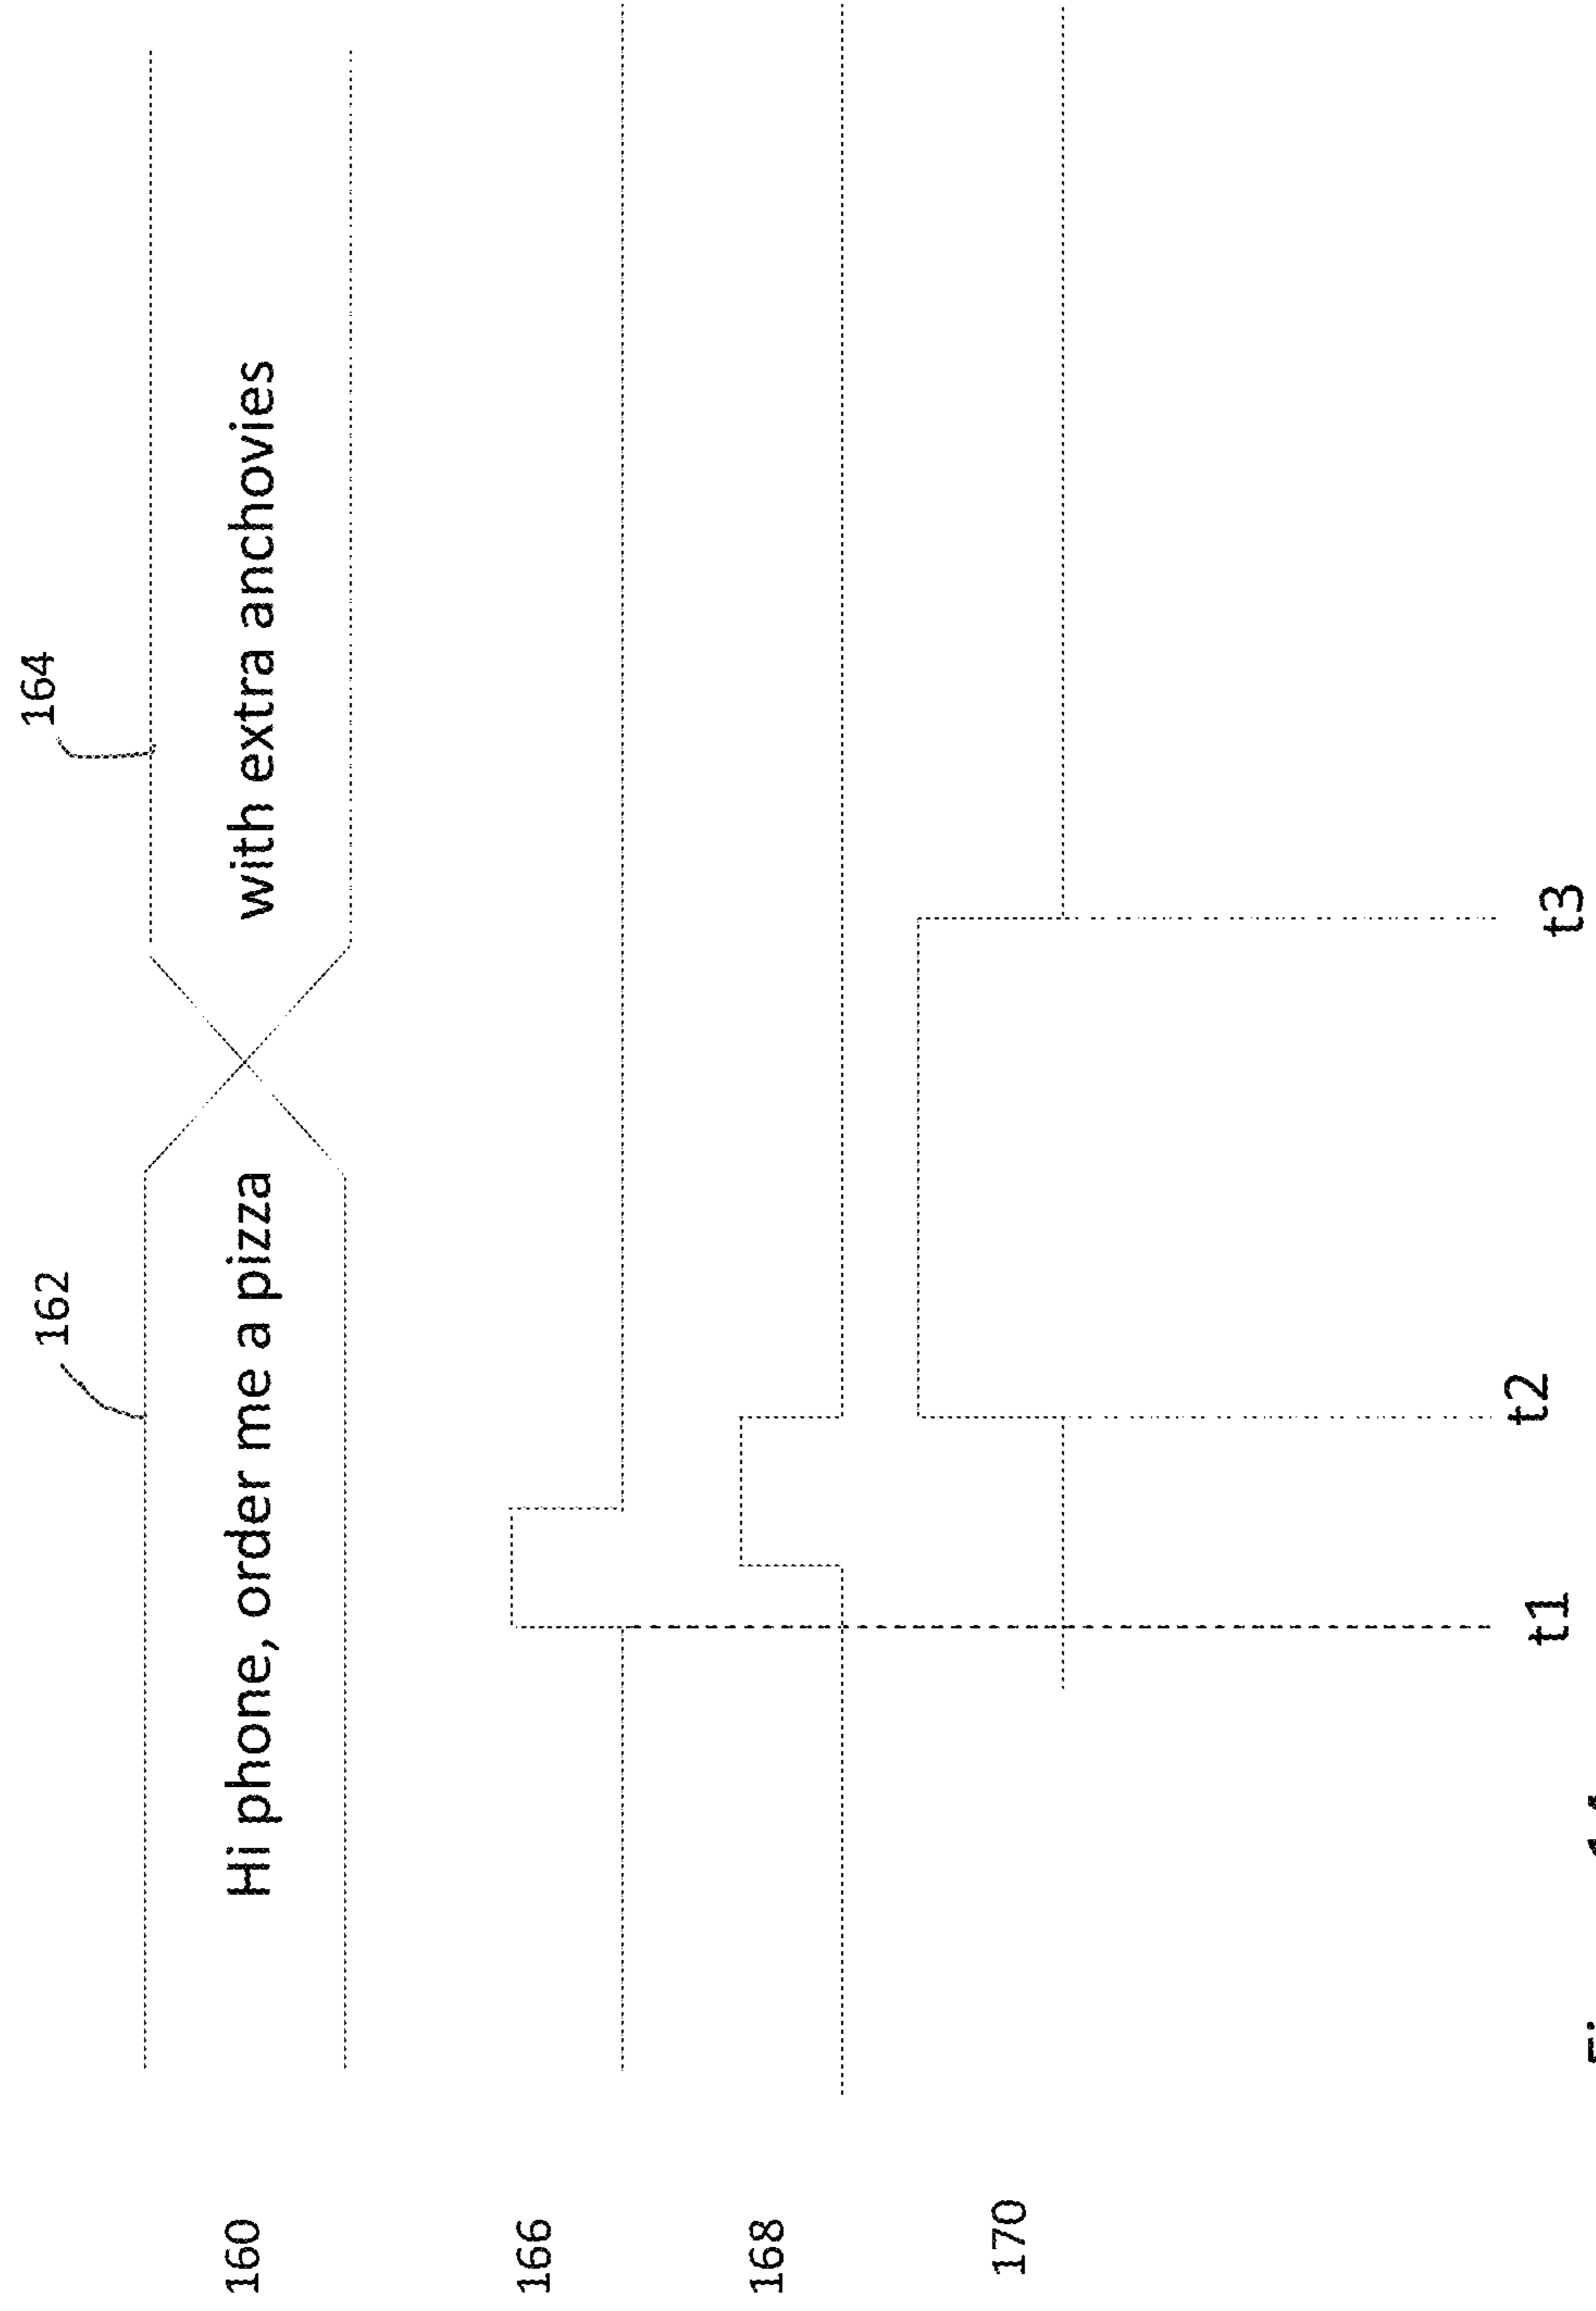 162
164
160
Hi phone, order me a pizza
with extra anchovies
166
168
170
t1
t2
t3